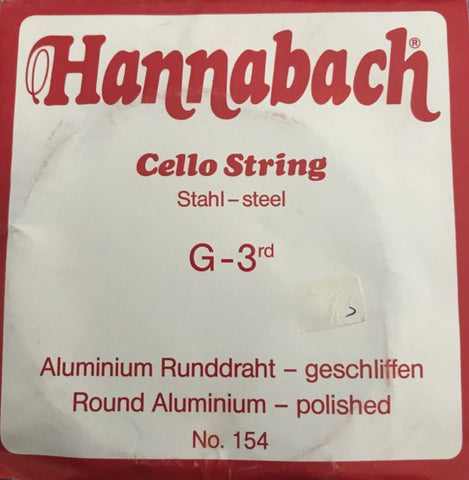 Hannabach®
Cello String
Stahl – steel
G-3rd
Aluminium Runddraht – geschliffen
Round Aluminium – polished
No. 154